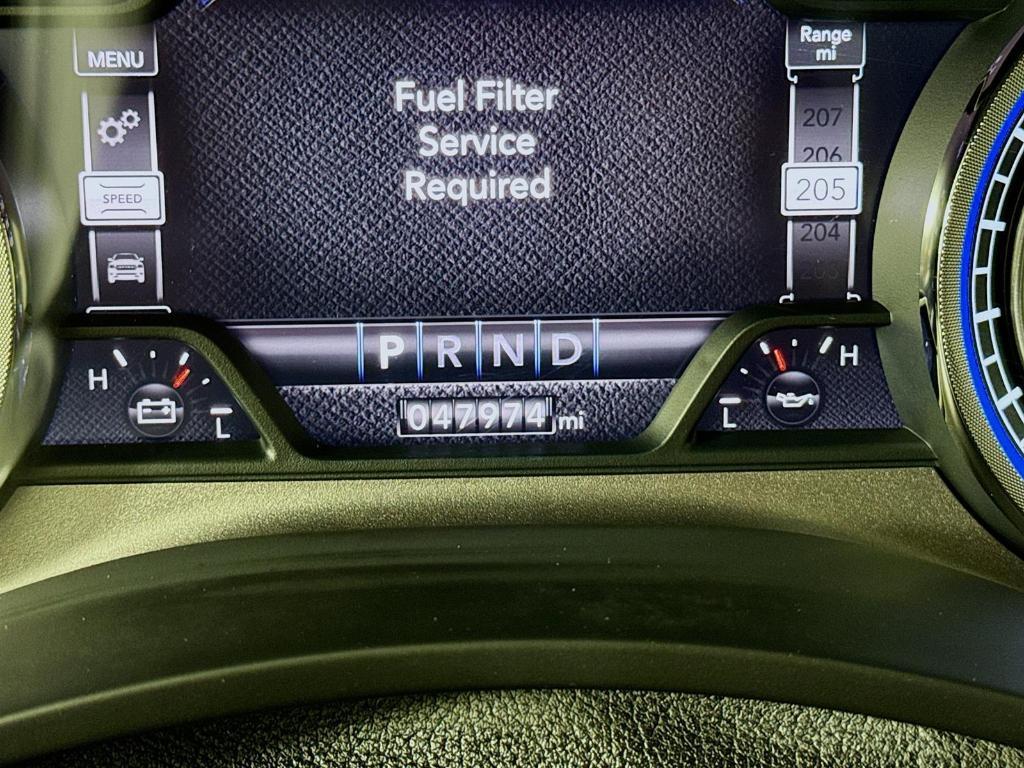 MENU
Range
mi
Fuel Filter
Service
Required
207
206
SPEED
205
204
P R N D
H
L
047974 mi
L
H